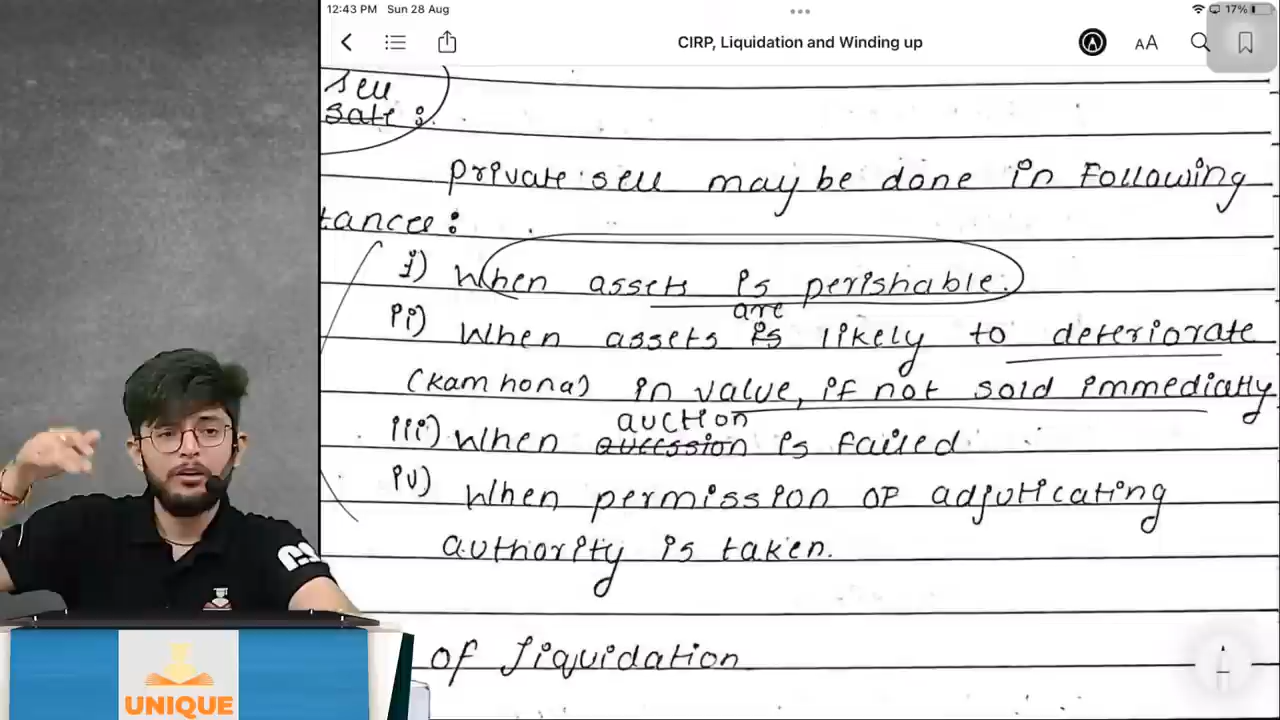 12:43 PM Sun 28 Aug
17%
CIRP, Liquidation and Winding up
AA
sell
sale :
private sell may be done in Following
tances :
i) When assets is perishable.
are
ii) When assets is likely to deteriorate
(kam hona) in value, if not sold immediatly
auction
iii) When is failed
iv) When permission of adjuticating
authority is taken.
of liquidation
UNIQUE